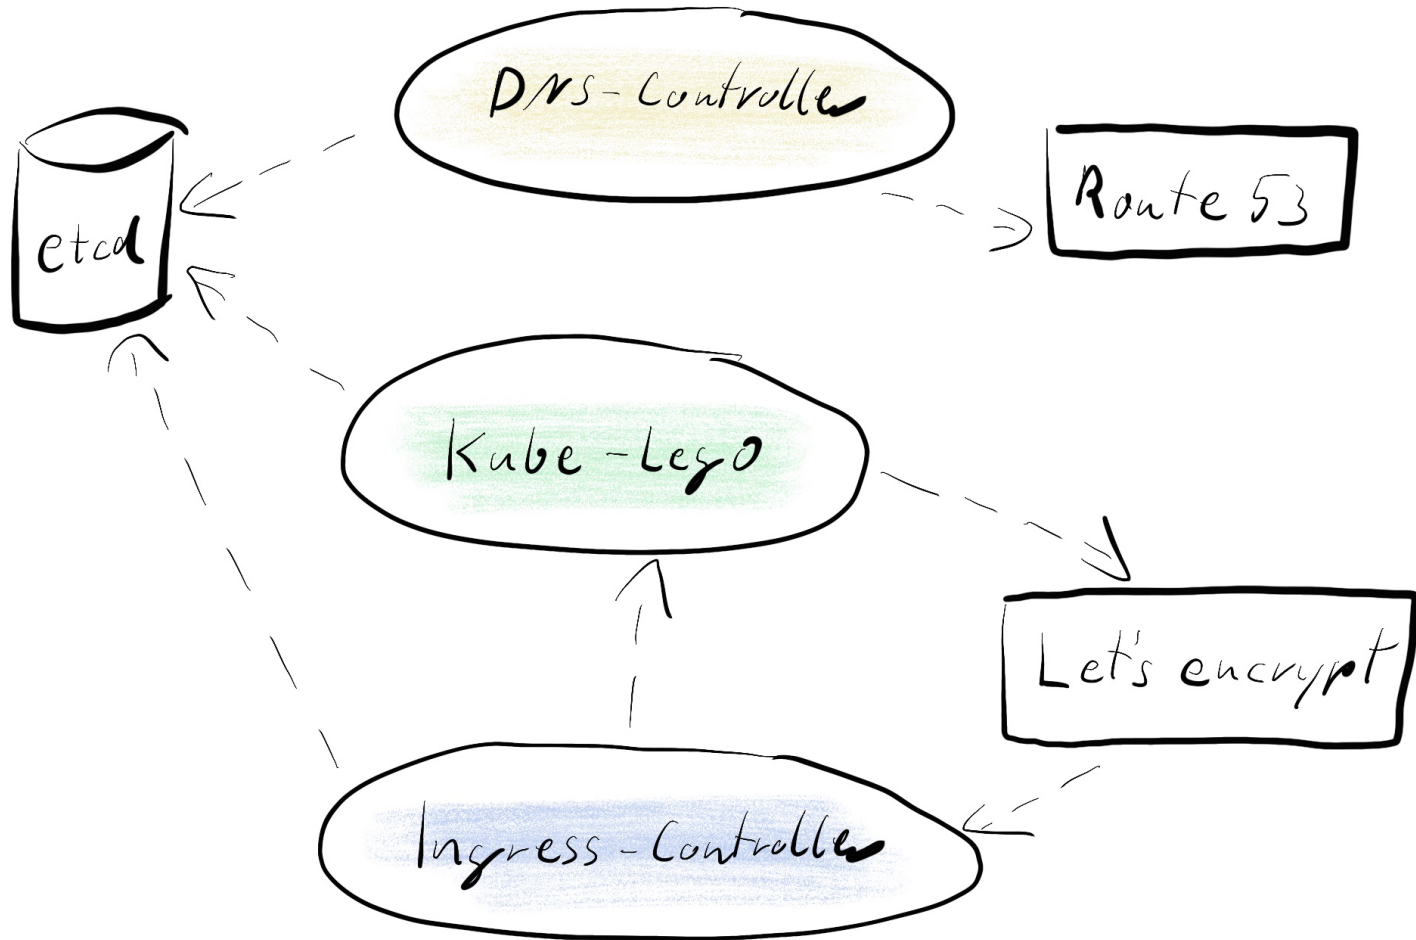 DNS-Controller
Route 53
etcd
Kube-Lego
Let's encrypt
Ingress-Controller